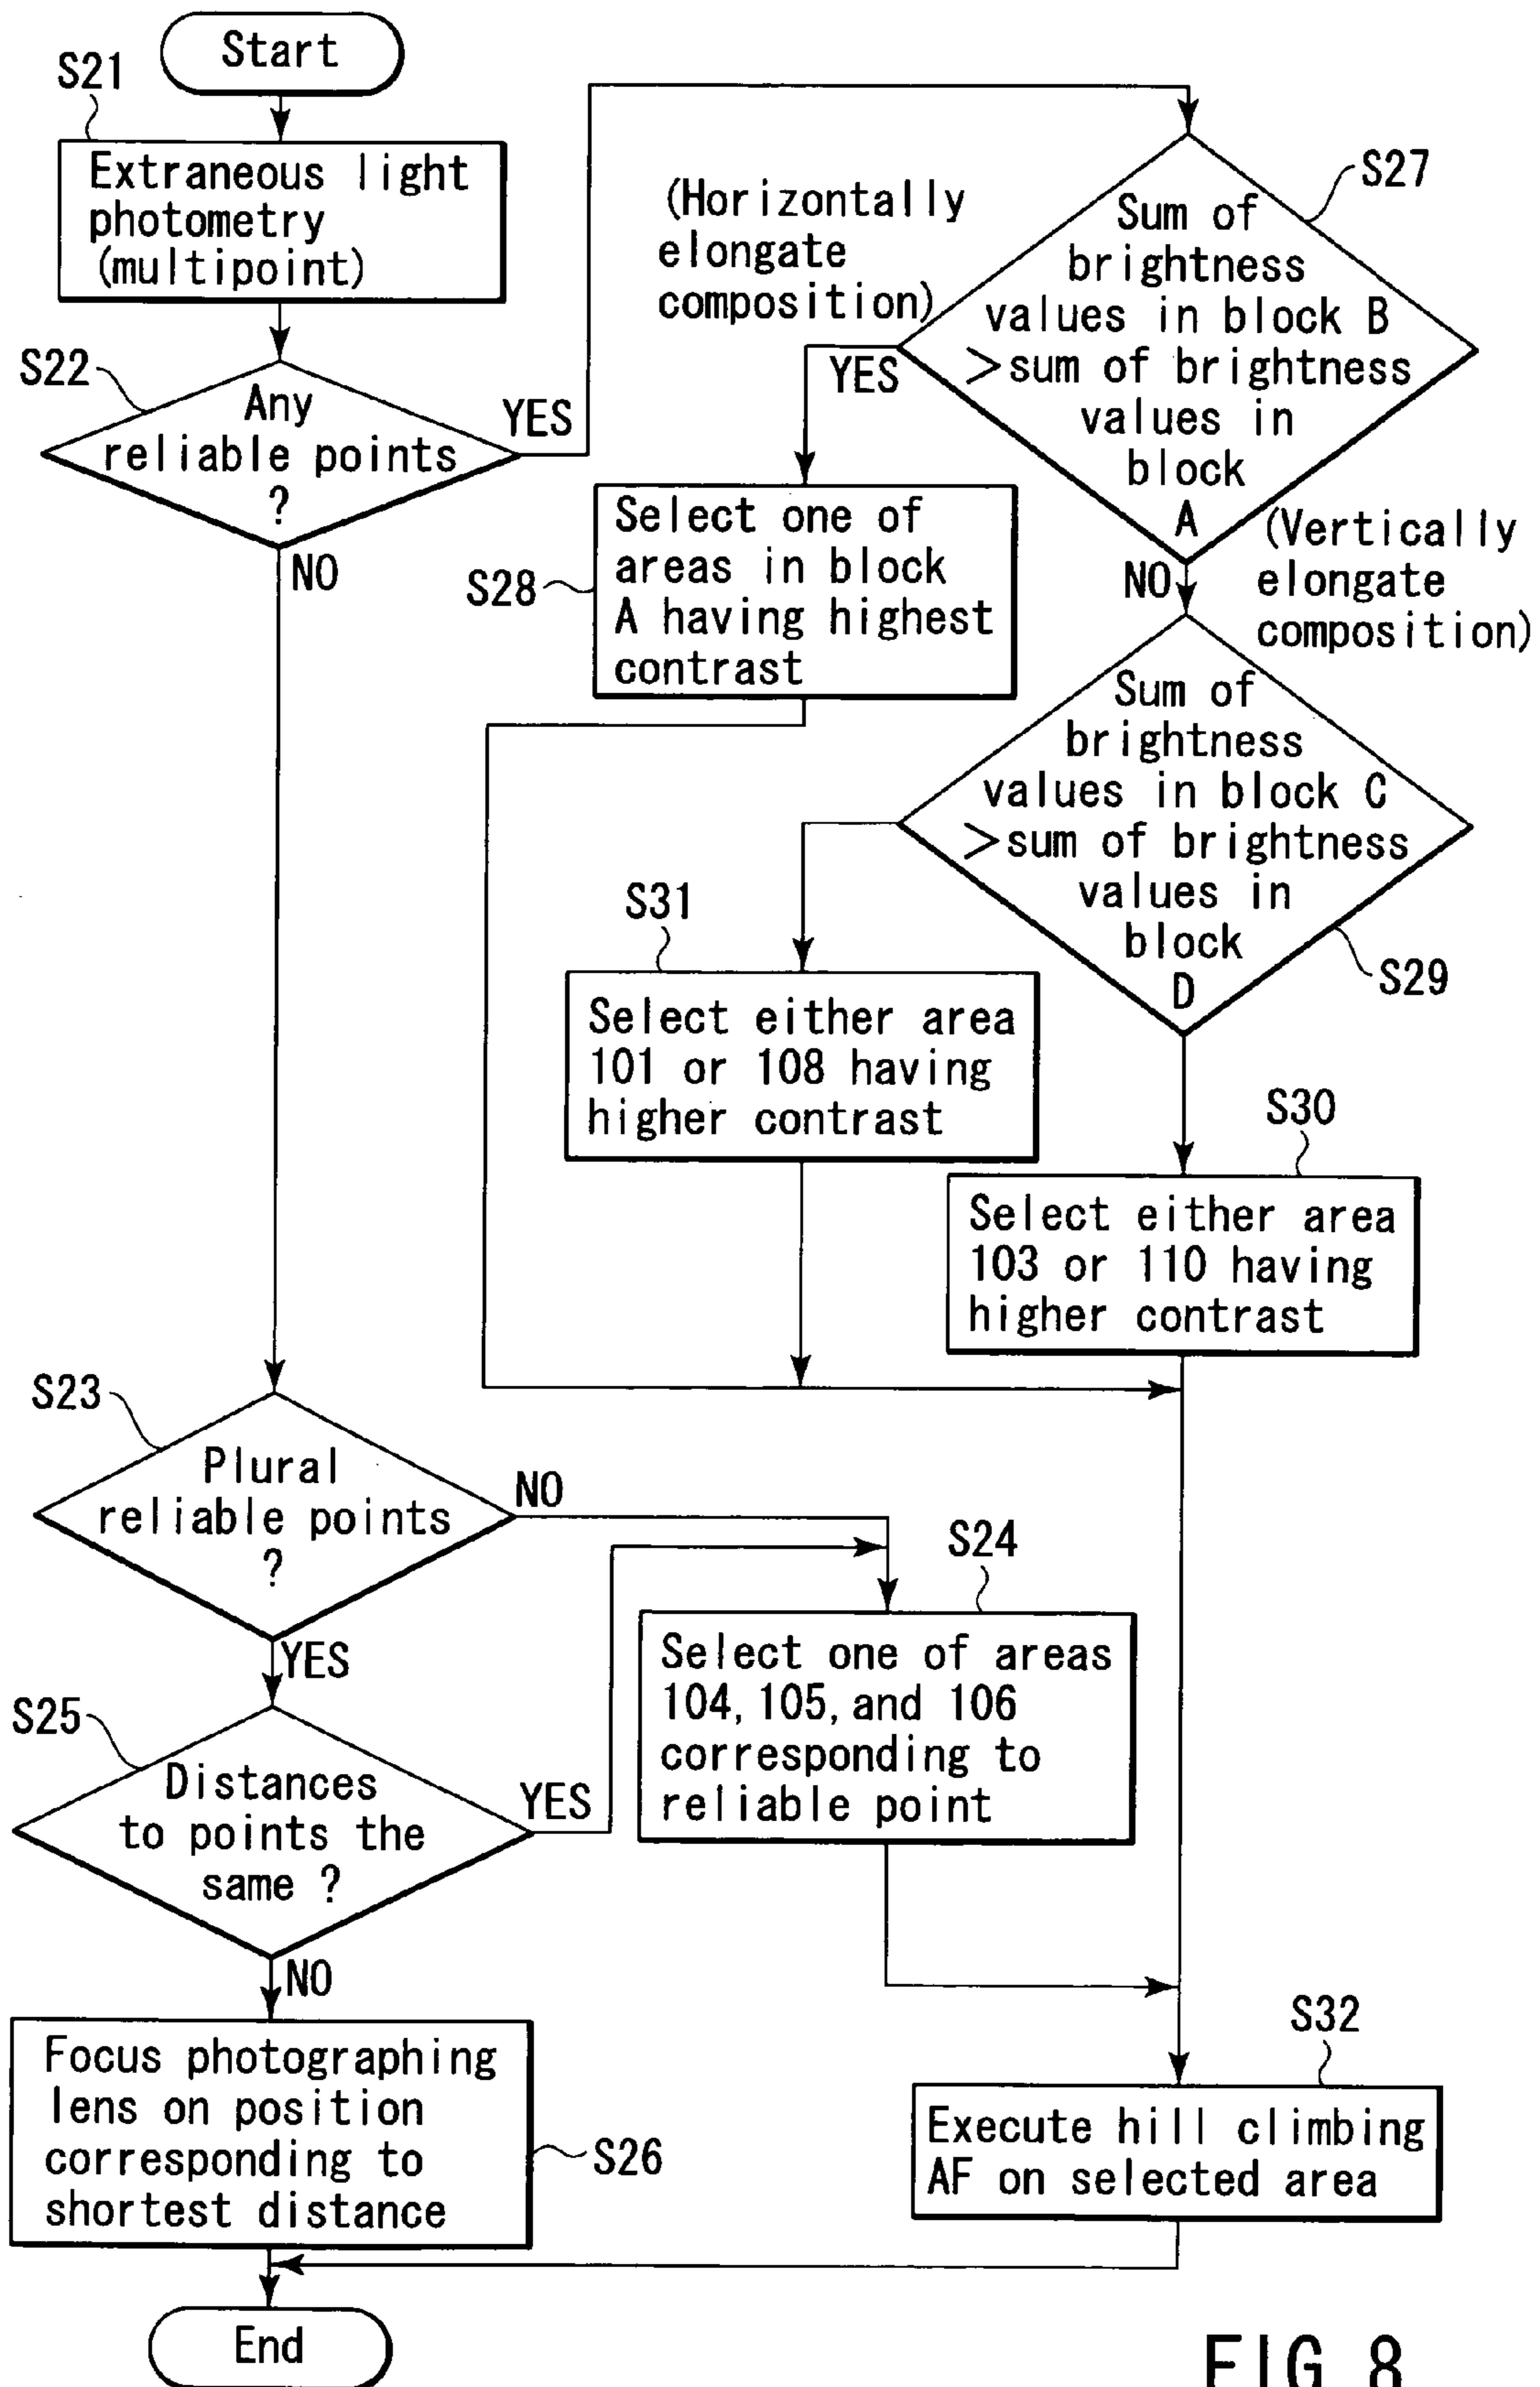 Start
S21
Extraneous light
photometry
(multipoint)
S22
Any
reliable points
?
YES
NO
S27
Sum of
brightness
values in block B
>sum of brightness
values in
block
A
(Horizontally
elongate
composition)
YES
NO
(Vertically
elongate
composition)
S28
Select one of
areas in block
A having highest
contrast
Sum of
brightness
values in block C
>sum of brightness
values in
block
D
S29
S31
Select either area
101 or 108 having
higher contrast
S30
Select either area
103 or 110 having
higher contrast
S23
Plural
reliable points
?
NO
YES
S24
Select one of areas
104, 105, and 106
corresponding to
reliable point
S25
Distances
to points the
same ?
YES
NO
Focus photographing
lens on position
corresponding to
shortest distance
S26
S32
Execute hill climbing
AF on selected area
End
FIG 8